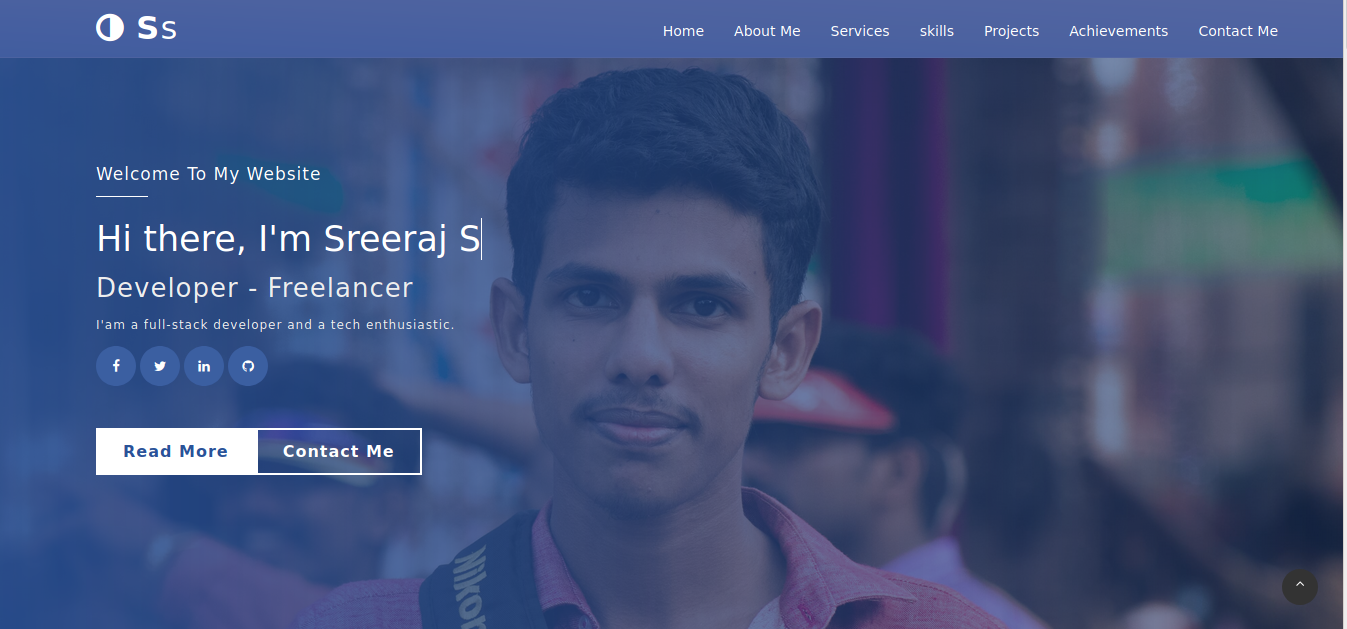 Ss
Home About Me Services skills Projects Achievements Contact Me
Welcome To My Website
Hi there, I'm Sreeraj S
Developer - Freelancer
I'am a full-stack developer and a tech enthusiastic.
Read More Contact Me
Nikon